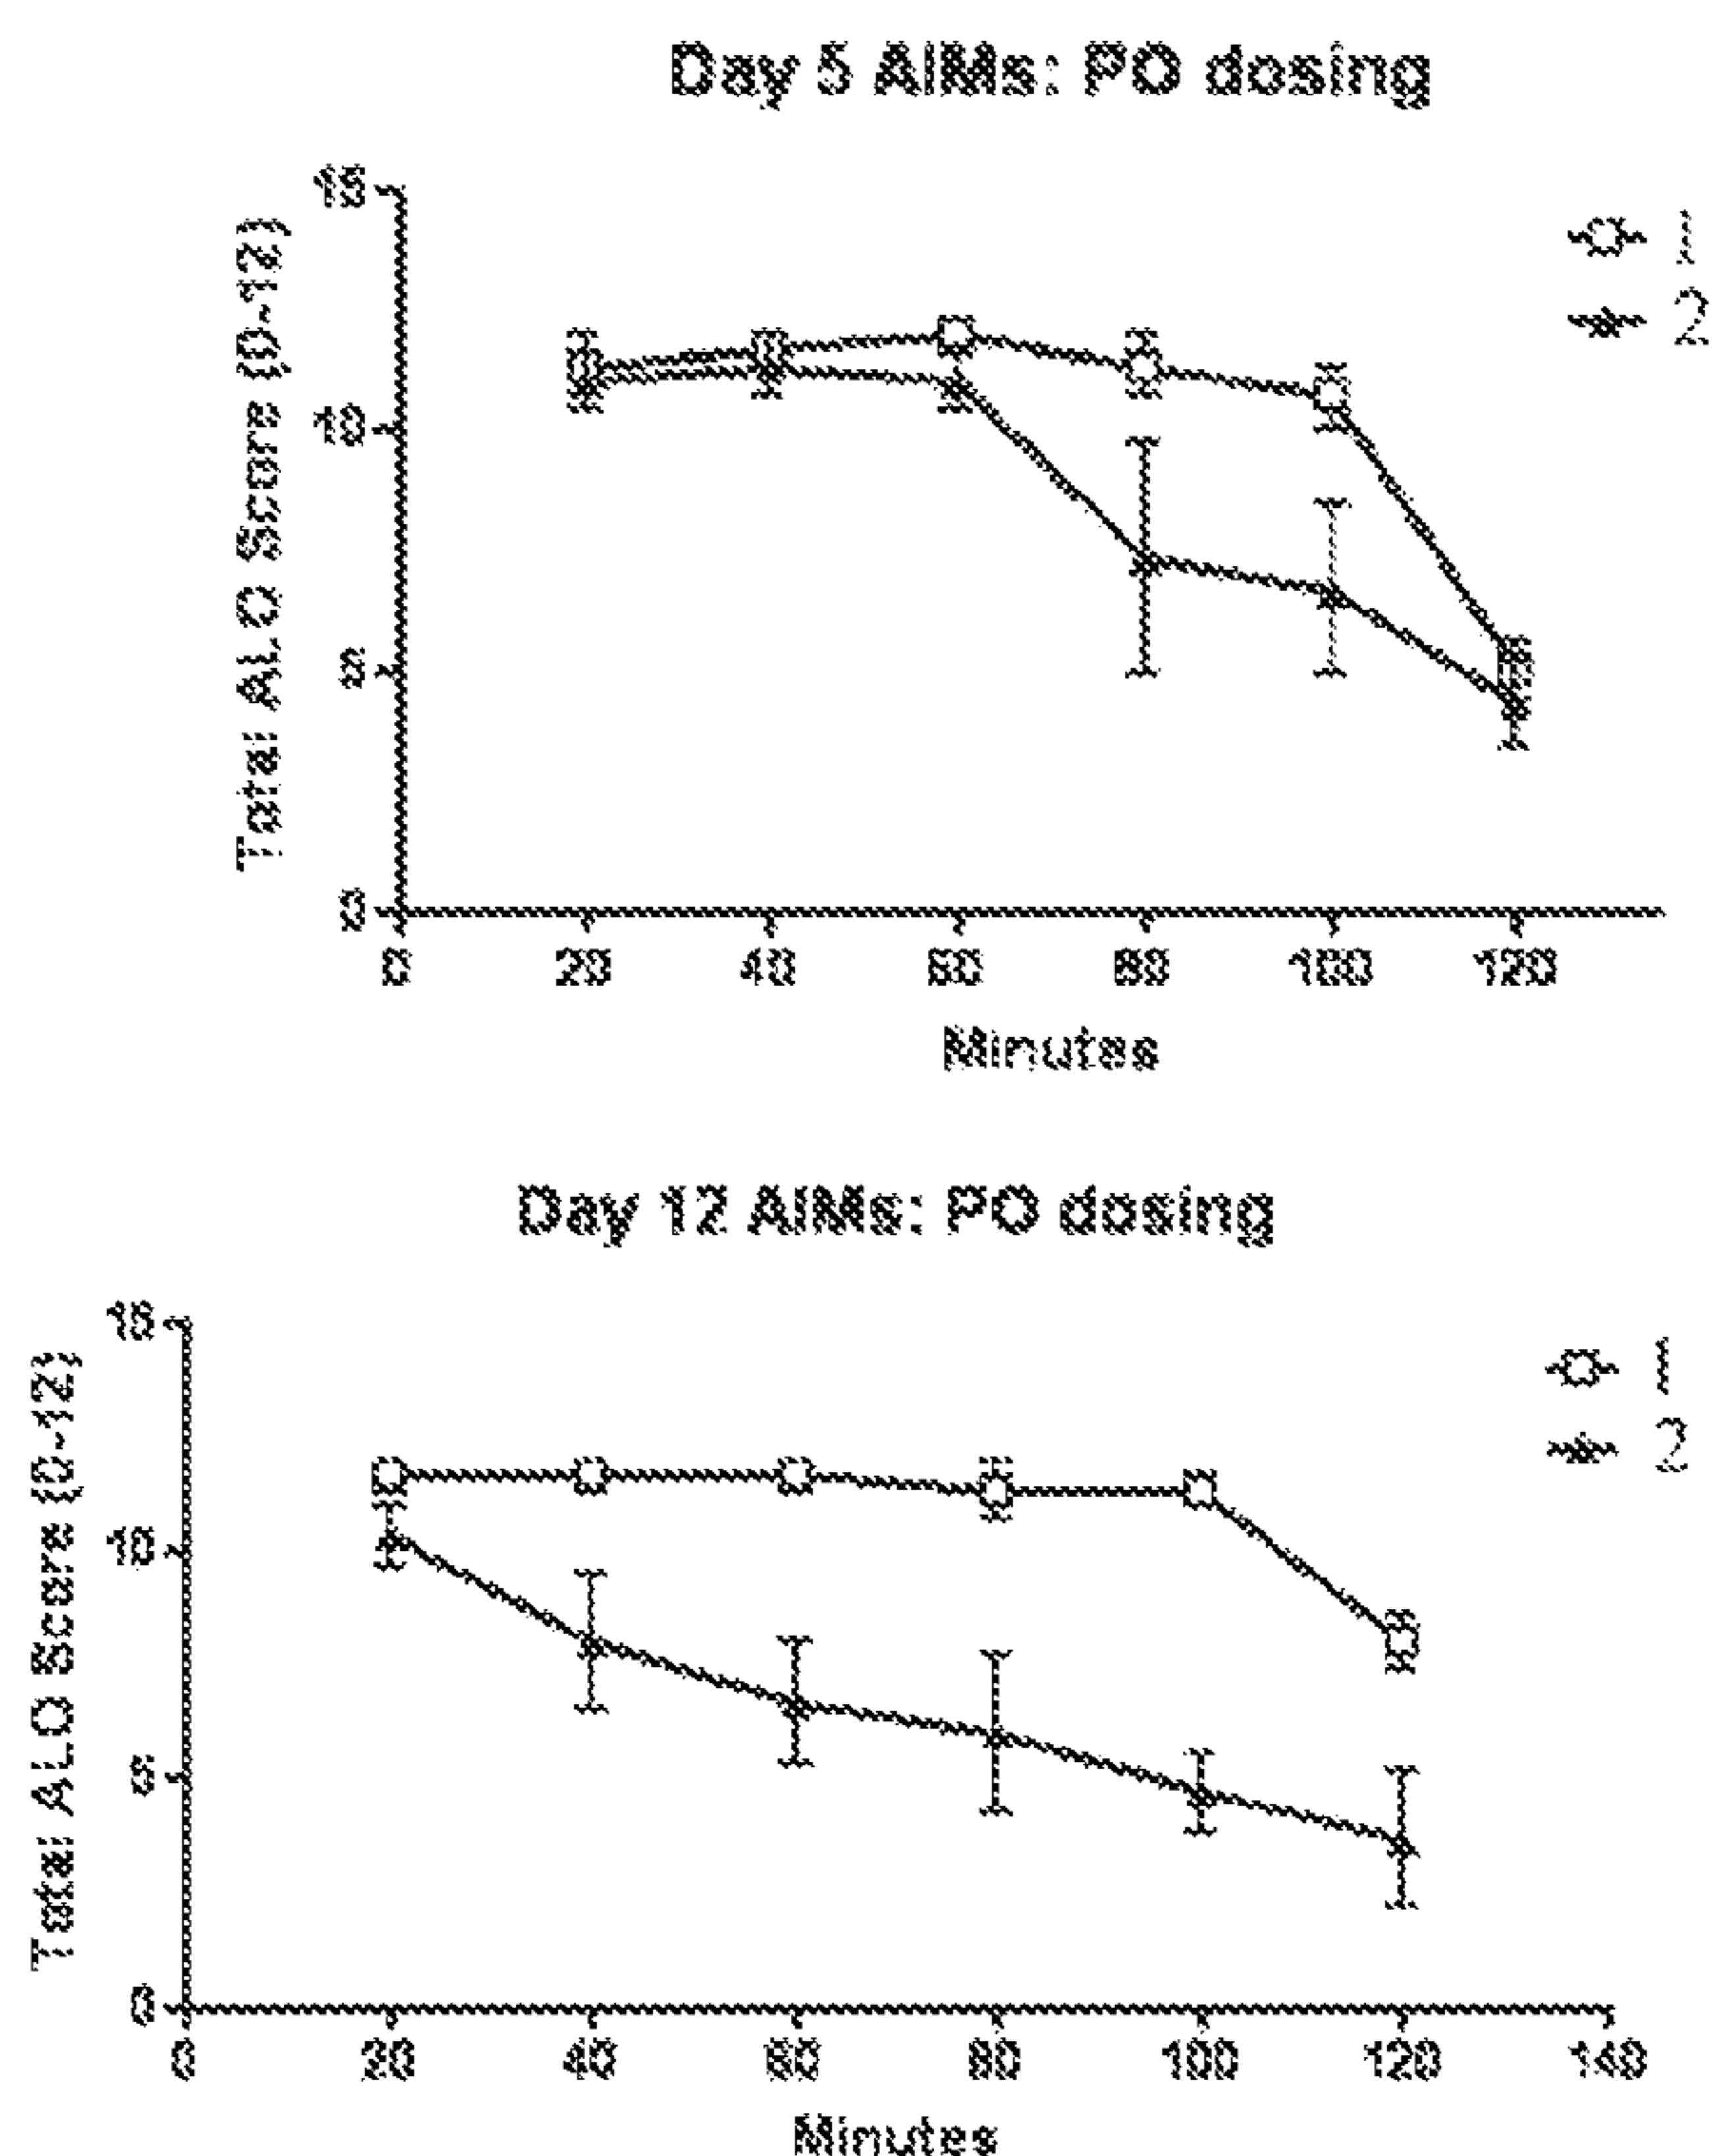 Day 5 AIMs: PO dosing
Total ALO Score (0-12)
15
10
5
0
0 20 40 60 80 100 120
Minutes
1
2
Day 12 AIMs: PO dosing
Total ALO Score (0-12)
15
10
5
0
0 20 40 60 80 100 120 140
Minutes
1
2